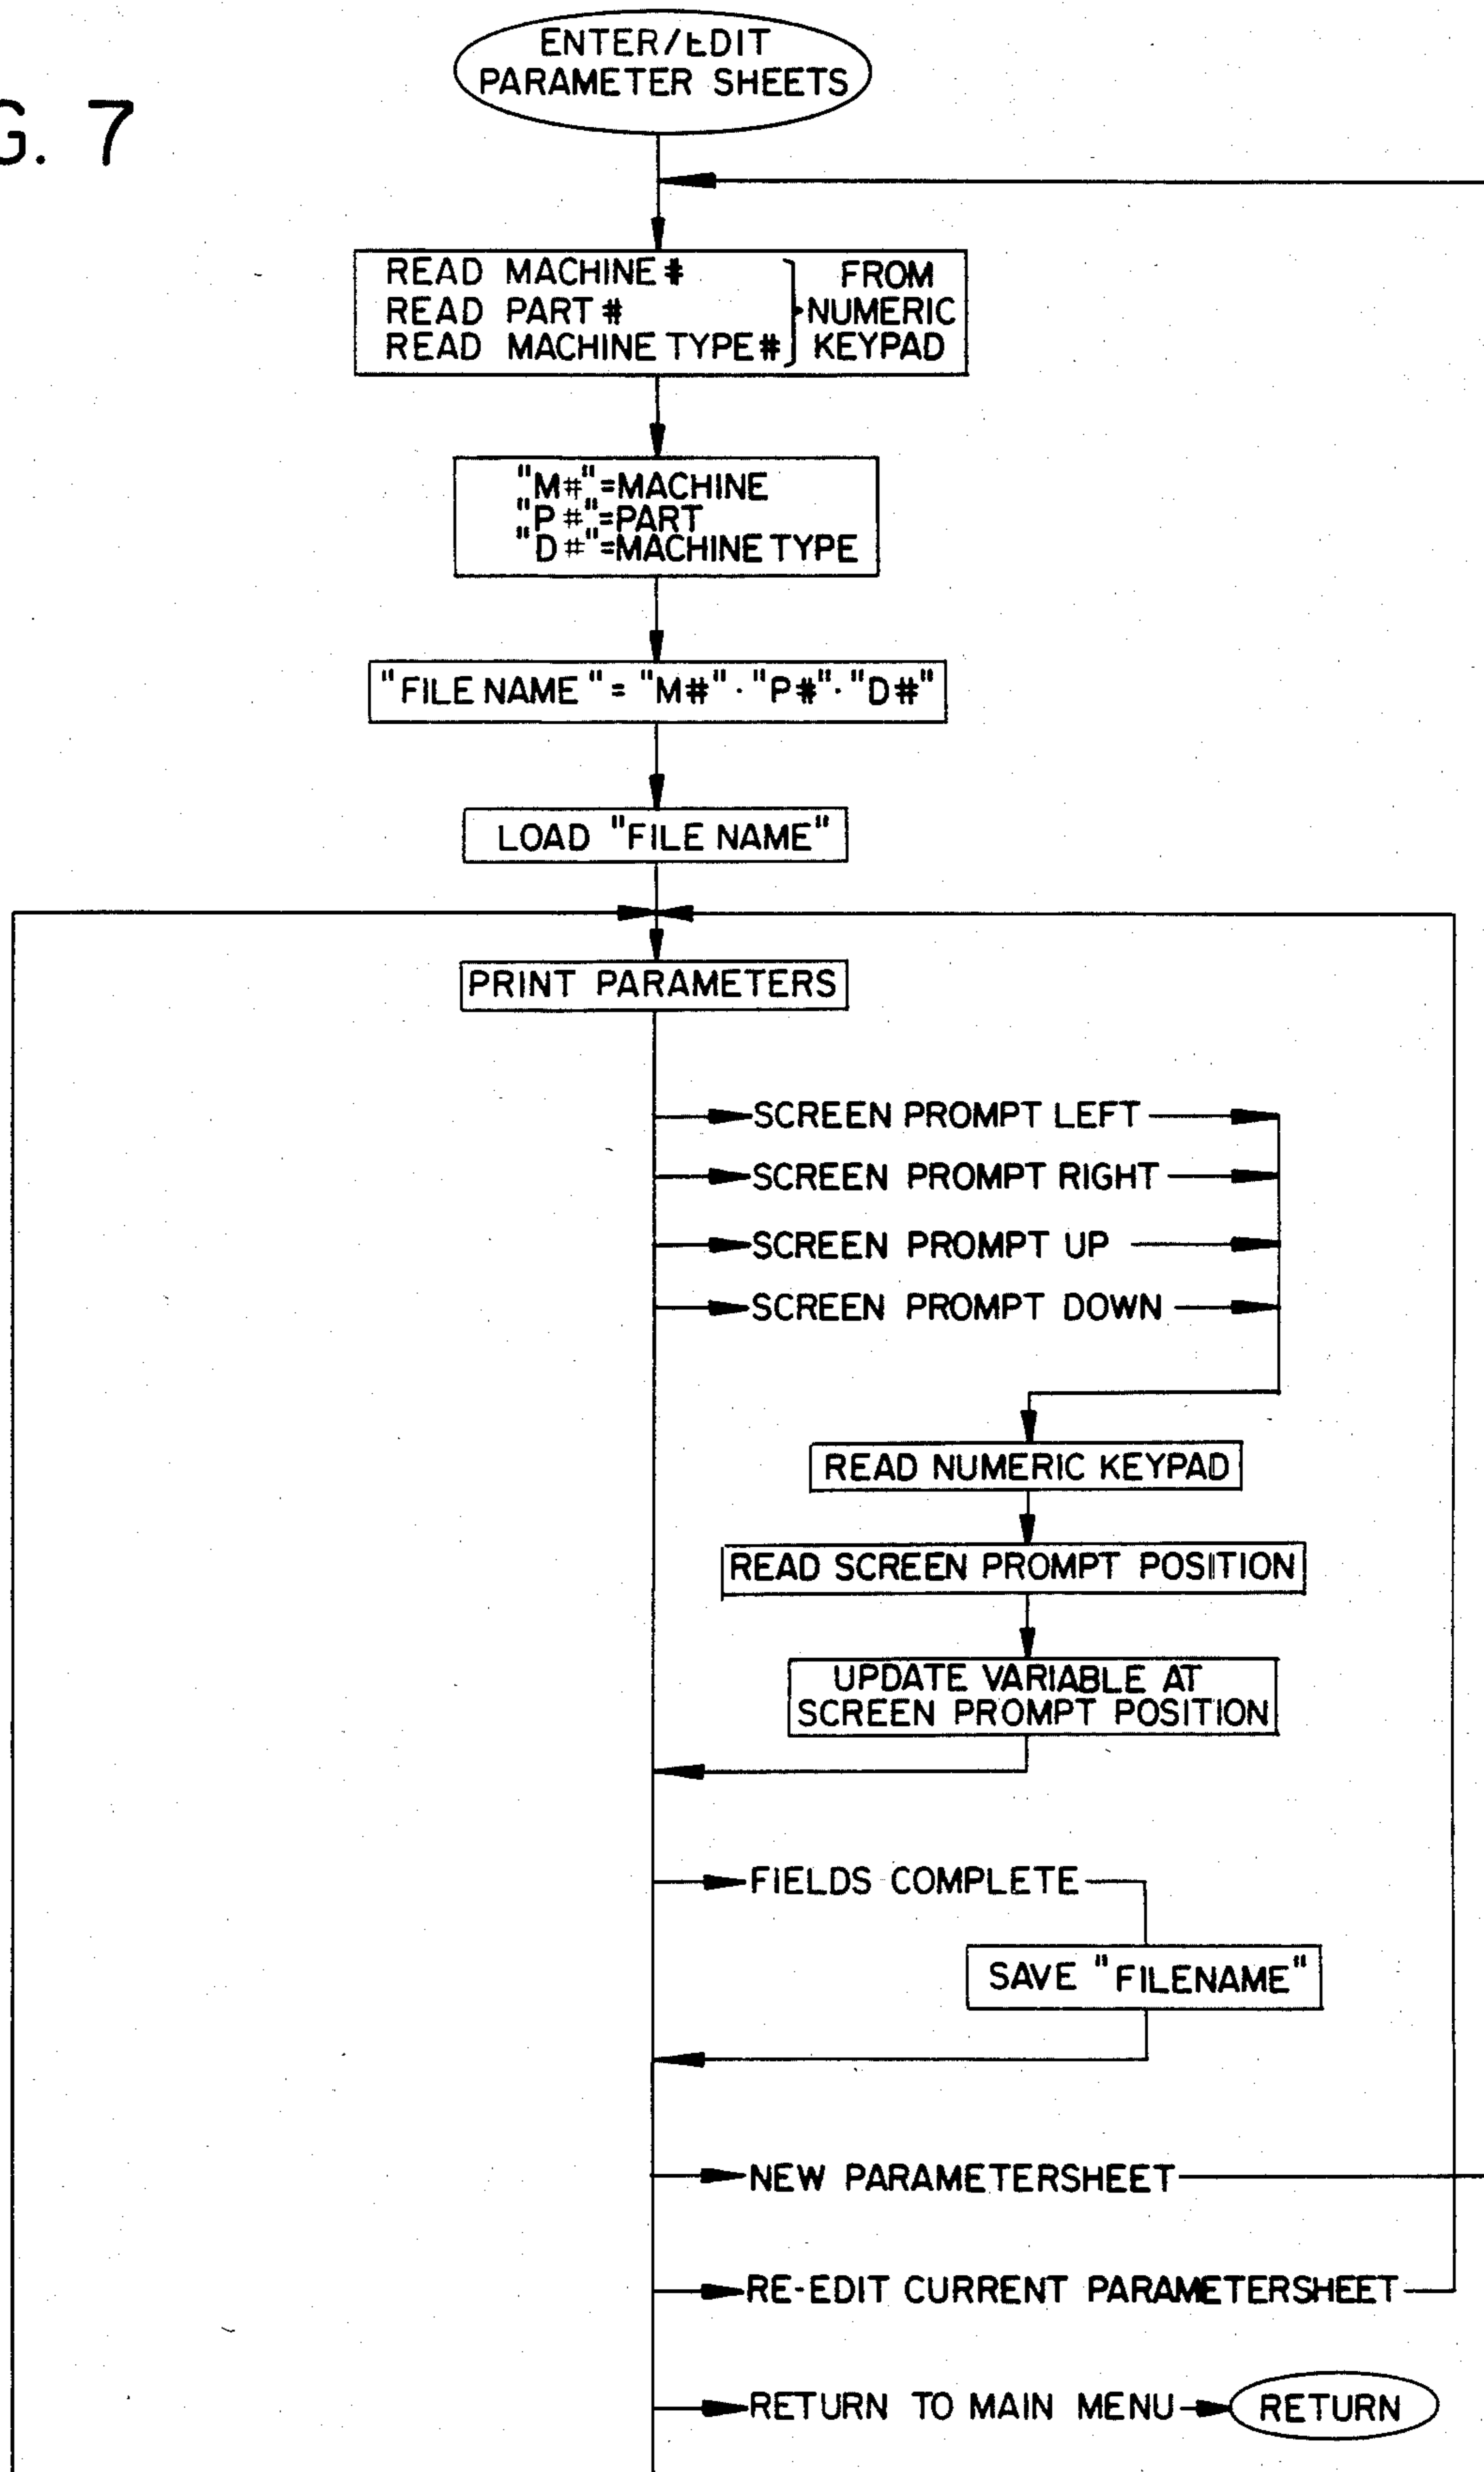 ENTER/EDIT
PARAMETER SHEETS
G. 7
READ MACHINE# FROM
READ PART # NUMERIC
READ MACHINE TYPE# KEYPAD
"M#"=MACHINE
"P#"=PART
"D#"=MACHINE TYPE
"FILE NAME"= "M#"·"P#"·"D#"
LOAD "FILE NAME"
PRINT PARAMETERS
SCREEN PROMPT LEFT
SCREEN PROMPT RIGHT
SCREEN PROMPT UP
SCREEN PROMPT DOWN
READ NUMERIC KEYPAD
READ SCREEN PROMPT POSITION
UPDATE VARIABLE AT
SCREEN PROMPT POSITION
FIELDS COMPLETE
SAVE "FILENAME"
NEW PARAMETERSHEET
RE-EDIT CURRENT PARAMETERSHEET
RETURN TO MAIN MENU RETURN